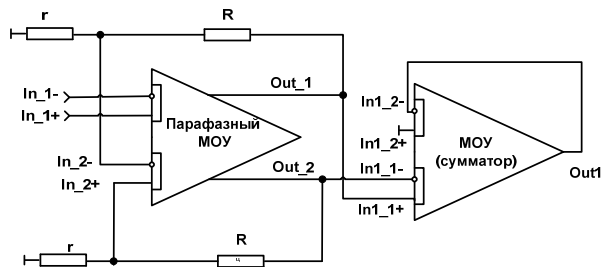 r
R
In_1-
In_1+
Парафазный
МОУ
Out_1
In_2-
In_2+
Out_2
r
R
ч
In1_2-
In1_2+
In1_1-
In1_1+
МОУ
(сумматор)
Out1